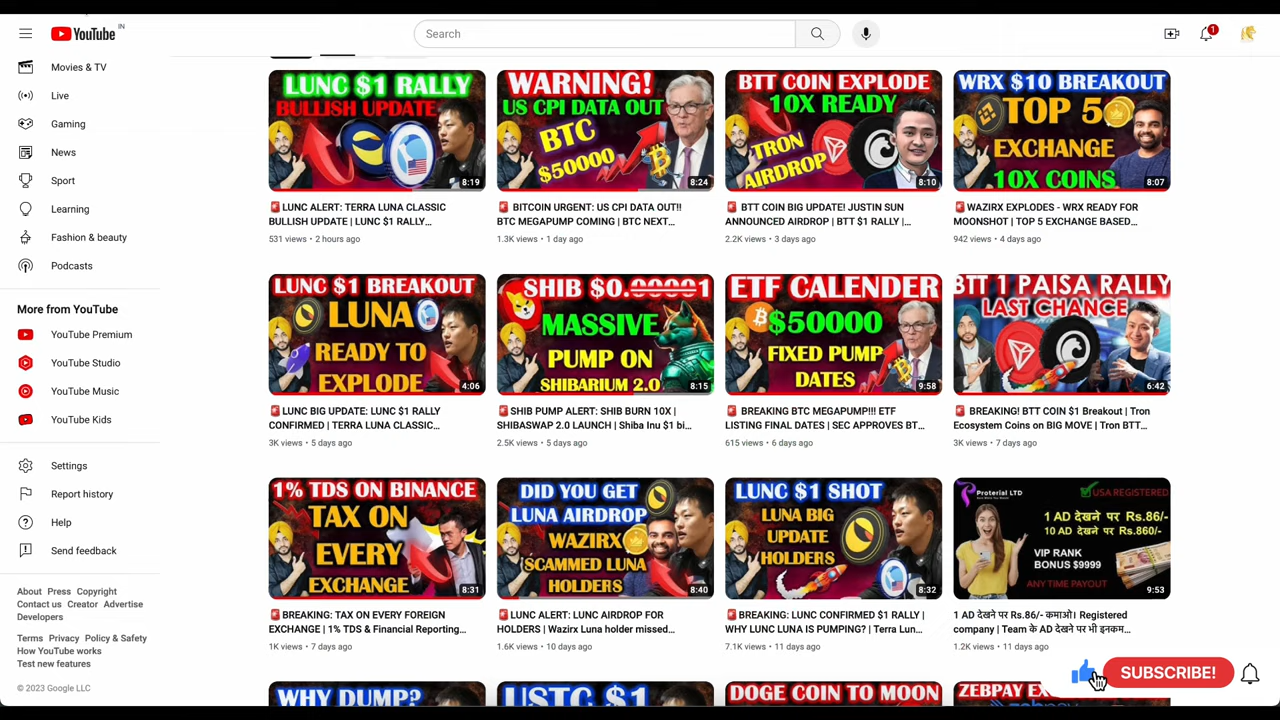 YouTube IN
Search
1
Movies & TV
Live
Gaming
News
Sport
Learning
Fashion & beauty
Podcasts
More from YouTube
YouTube Premium
YouTube Studio
YouTube Music
YouTube Kids
Settings
Report history
Help
Send feedback
About Press Copyright
Contact us Creator Advertise
Developers
Terms Privacy Policy & Safety
How YouTube works
Test new features
© 2023 Google LLC
LUNC $1 RALLY
BULLISH UPDATE
8:19
🚨LUNC ALERT: TERRA LUNA CLASSIC
BULLISH UPDATE | LUNC $1 RALLY...
531 views • 2 hours ago
WARNING!
US CPI DATA OUT
BTC
$50000
8:24
🚨 BITCOIN URGENT: US CPI DATA OUT!!
BTC MEGAPUMP COMING | BTC NEXT...
1.3K views • 1 day ago
BTT COIN EXPLODE
10X READY
TRON
AIRDROP
8:10
🚨 BTT COIN BIG UPDATE! JUSTIN SUN
ANNOUNCED AIRDROP | BTT $1 RALLY |...
2.2K views • 3 days ago
WRX $10 BREAKOUT
TOP 5
EXCHANGE
10X COINS
8:07
🚨WAZIRX EXPLODES - WRX READY FOR
MOONSHOT | TOP 5 EXCHANGE BASED...
942 views • 4 days ago
LUNC $1 BREAKOUT
LUNA
READY TO
EXPLODE
4:06
🚨LUNC BIG UPDATE: LUNC $1 RALLY
CONFIRMED | TERRA LUNA CLASSIC...
3K views • 5 days ago
SHIB $0.00001
MASSIVE
PUMP ON
SHIBARIUM 2.0
8:15
🚨SHIB PUMP ALERT: SHIB BURN 10X |
SHIBASWAP 2.0 LAUNCH | Shiba Inu $1 bi...
2.5K views • 5 days ago
ETF CALENDER
$50000
FIXED PUMP
DATES
9:58
🚨 BREAKING BTC MEGAPUMP!!! ETF
LISTING FINAL DATES | SEC APPROVES BT...
615 views • 6 days ago
BTT 1 PAISA RALLY
LAST CHANCE
6:42
🚨 BREAKING! BTT COIN $1 Breakout | Tron
Ecosystem Coins on BIG MOVE | Tron BTT...
3K views • 7 days ago
1% TDS ON BINANCE
TAX ON
EVERY
EXCHANGE
8:31
🚨BREAKING: TAX ON EVERY FOREIGN
EXCHANGE | 1% TDS & Financial Reporting...
1K views • 7 days ago
DID YOU GET
LUNA AIRDROP
WAZIRX
SCAMMED LUNA
HOLDERS
8:40
🚨LUNC ALERT: LUNC AIRDROP FOR
HOLDERS | Wazirx Luna holder missed...
1.6K views • 10 days ago
LUNC $1 SHOT
LUNA BIG
UPDATE
HOLDERS
8:32
🚨BREAKING: LUNC CONFIRMED $1 RALLY |
WHY LUNC LUNA IS PUMPING? | Terra Lun...
7.1K views • 11 days ago
Proterial LTD
USA REGISTERED
1 AD देखने पर Rs.86/-
10 AD देखने पर Rs.860/-
VIP RANK
BONUS $9999
ANY TIME PAYOUT
9:53
1 AD देखने पर Rs.86/- कमाओ। Registered
company | Team के AD देखने पर भी इनकम...
1.2K views • 11 days ago
WHY DUMP?
USTC $1
DOGE COIN TO MOON
SUBSCRIBE!